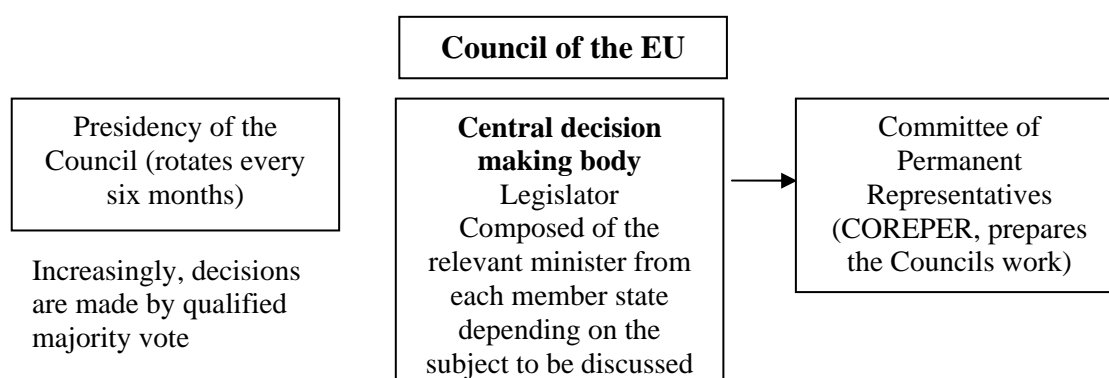 Council of the EU
Presidency of the
Council (rotates every
six months)
Increasingly, decisions
are made by qualified
majority vote
Central decision
making body
Legislator
Composed of the
relevant minister from
each member state
depending on the
subject to be discussed
Committee of
Permanent
Representatives
(COREPER, prepares
the Councils work)